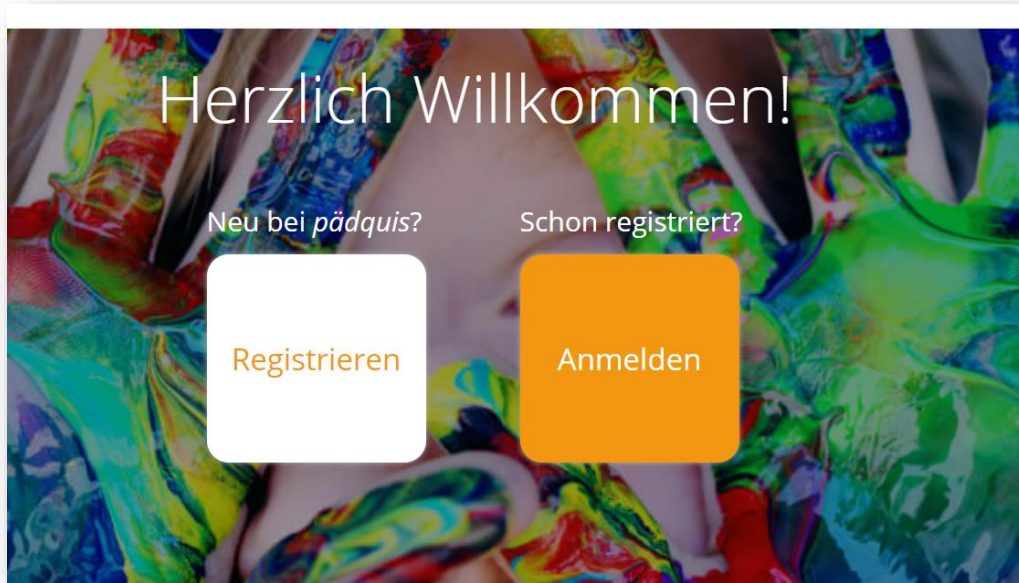 Herzlich Willkommen!
Neu bei pädquis?
Schon registriert?
Registrieren
Anmelden